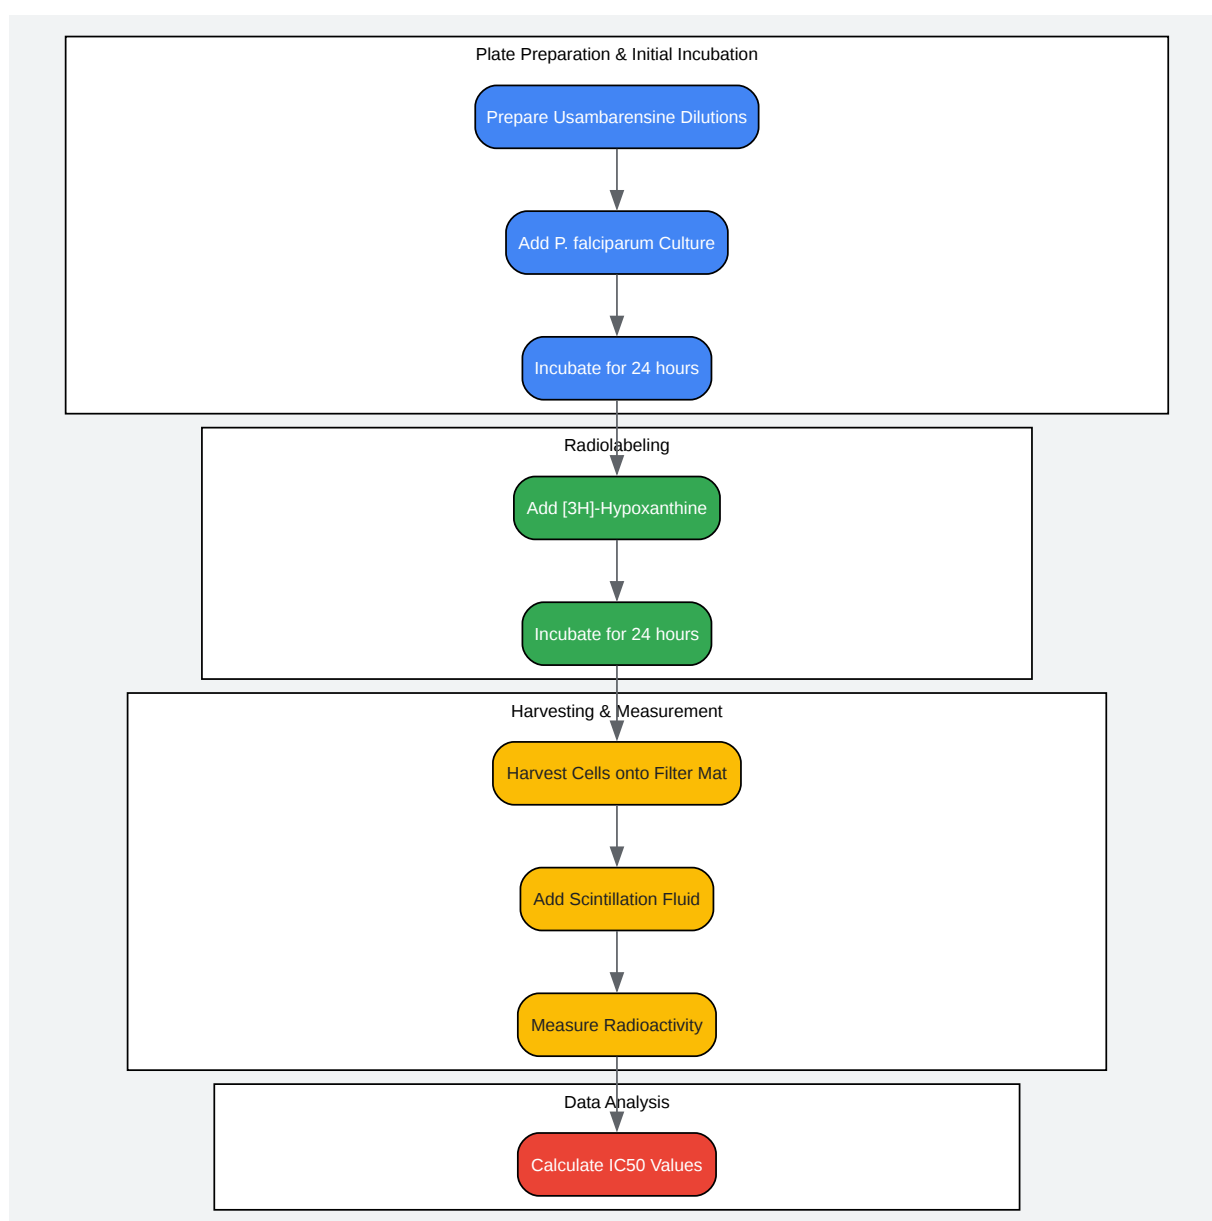 Plate Preparation & Initial Incubation
Prepare Usambarensine Dilutions
Add P. falciparum Culture
Incubate for 24 hours
Radiolabeling
Add [3H]-Hypoxanthine
Incubate for 24 hours
Harvesting & Measurement
Harvest Cells onto Filter Mat
Add Scintillation Fluid
Measure Radioactivity
Data Analysis
Calculate IC50 Values